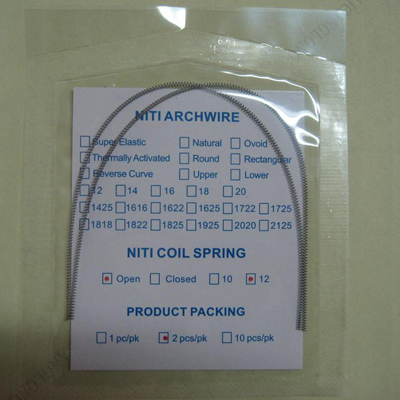 NITI ARCHWIRE
Super Elastic Natural Ovoid
Thermally Activated Round Rectangular
Reverse Curve Upper Lower
12 14 16 18 20
1425 1616 1622 1625 1722 1725
1818 1822 1825 1925 2020 2125
NITI COIL SPRING
Open Closed 10 12
PRODUCT PACKING
1 pc/pk 2 pcs/pk 10 pcs/pk